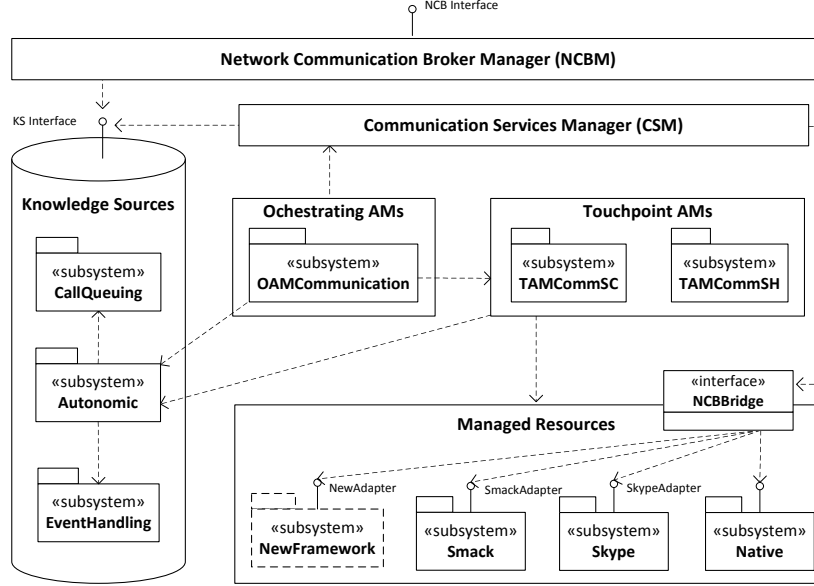 NCB Interface
Network Communication Broker Manager (NCBM)
KS Interface
Communication Services Manager (CSM)
Knowledge Sources
Ochestrating AMs
Touchpoint AMs
«subsystem»
CallQueuing
«subsystem»
OAMCommunication
«subsystem»
TAMCommSC
«subsystem»
TAMCommSH
«subsystem»
Autonomic
«interface»
NCBBridge
Managed Resources
«subsystem»
EventHandling
NewAdapter
SmackAdapter
SkypeAdapter
«subsystem»
NewFramework
«subsystem»
Smack
«subsystem»
Skype
«subsystem»
Native